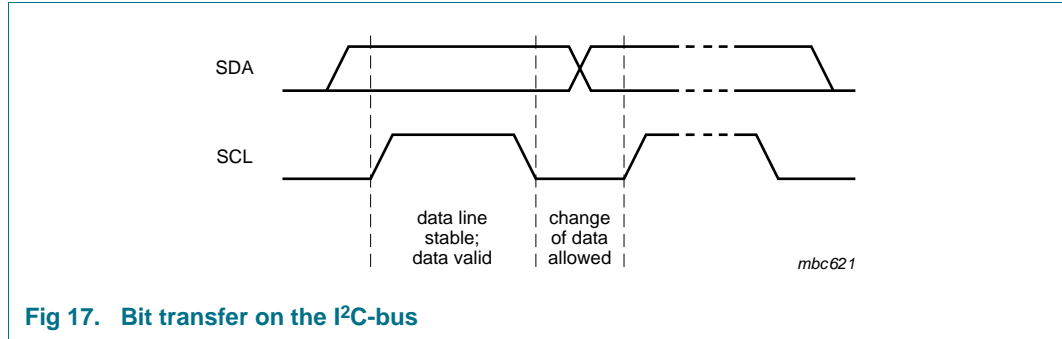 SDA
SCL
data line
stable;
data valid
change
of data
allowed
mbc621
Fig 17. Bit transfer on the I²C-bus